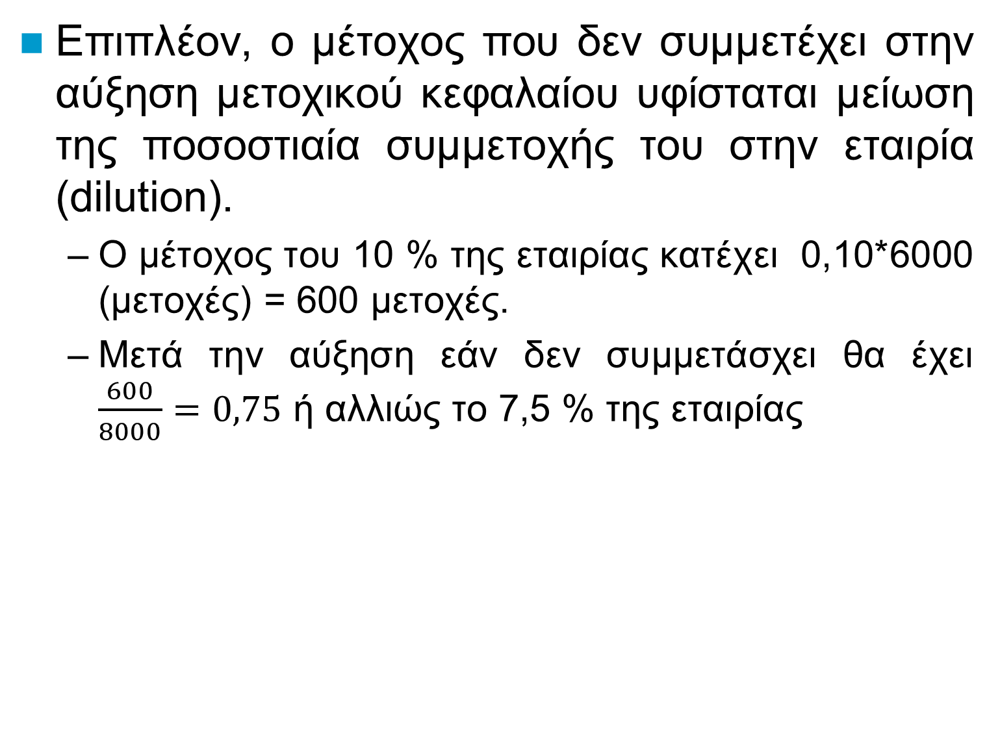 Επιπλέον, ο μέτοχος που δεν συμμετέχει στην
αύξηση μετοχικού κεφαλαίου υφίσταται μείωση
της ποσοστιαία συμμετοχής του στην εταιρία
(dilution).
– Ο μέτοχος του 10 % της εταιρίας κατέχει 0,10*6000
(μετοχές) = 600 μετοχές.
– Μετά την αύξηση εάν δεν συμμετάσχει θα έχει
600/8000 = 0,75 ή αλλιώς το 7,5 % της εταιρίας